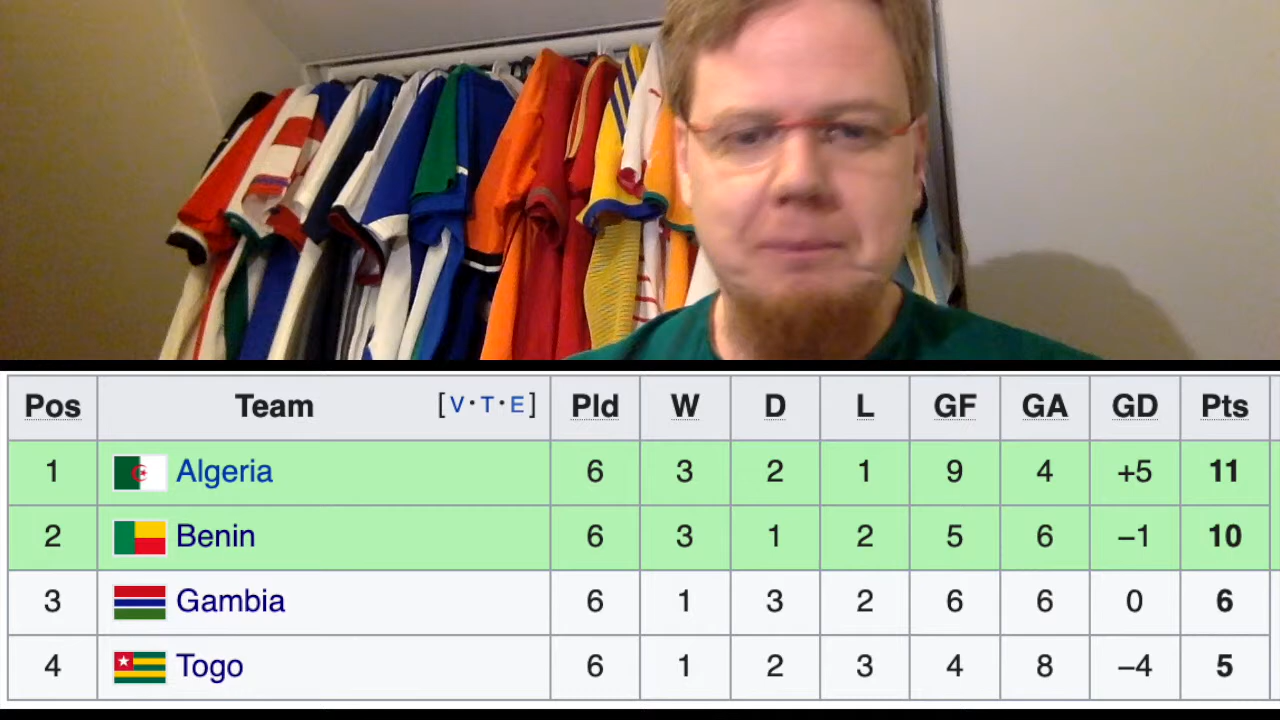 Pos Team [V·T·E] Pld W D L GF GA GD Pts
1 Algeria 6 3 2 1 9 4 +5 11
2 Benin 6 3 1 2 5 6 −1 10
3 Gambia 6 1 3 2 6 6 0 6
4 Togo 6 1 2 3 4 8 −4 5